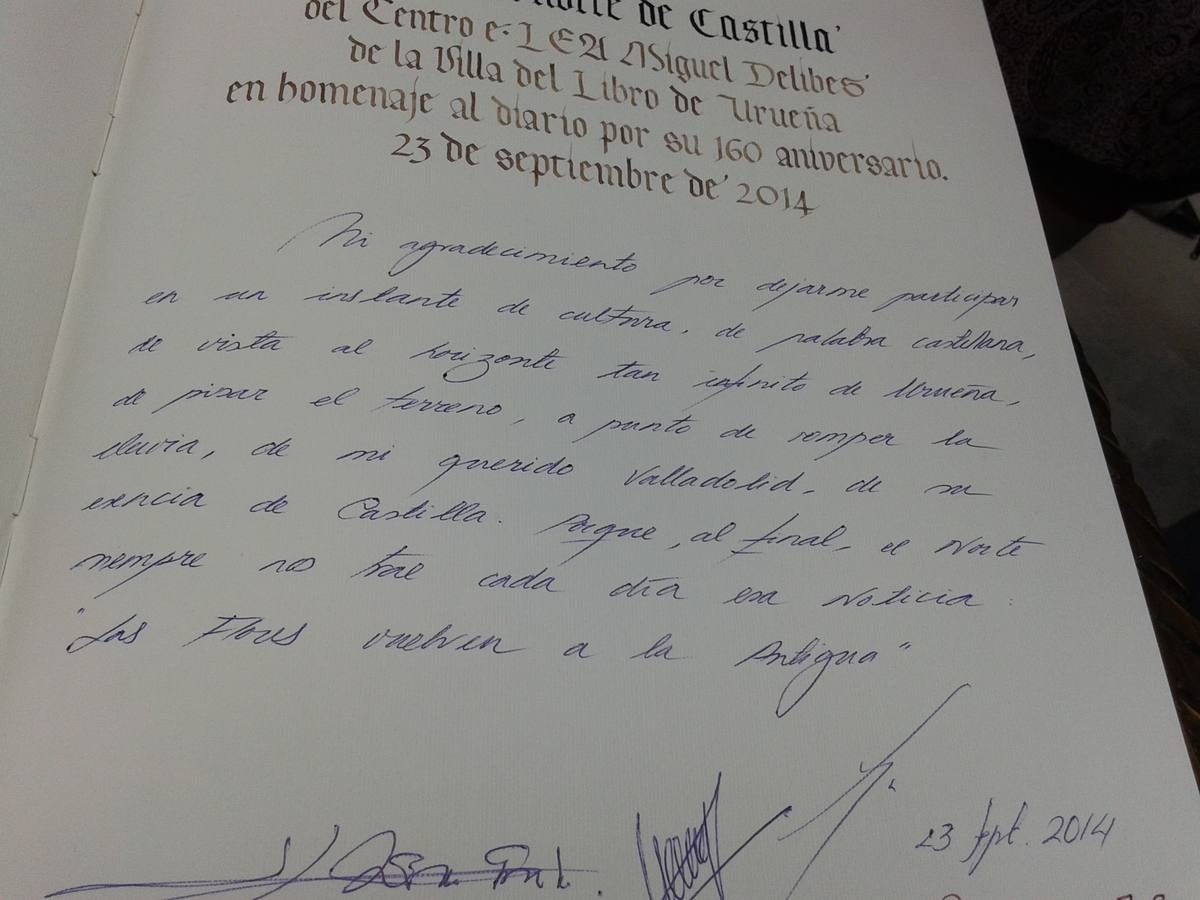 norte de Castilla
del Centro e-LEA Miguel Delibes
de la Villa del Libro de Urueña
en homenaje al diario por su 160 aniversario.
23 de septiembre de 2014
Mi agradecimiento por dejarme participar
en un instante de cultura, de palabra castellana,
de vista al horizonte tan infinito de Urueña,
de pisar el terreno, a punto de romper la
lluvia, de mi querido Valladolid, de su
exencia de Castilla. Porque, al final, el Norte
siempre nos trae cada día esa Noticia:
"Las Flores vuelven a la Antigua"
23 Sept. 2014